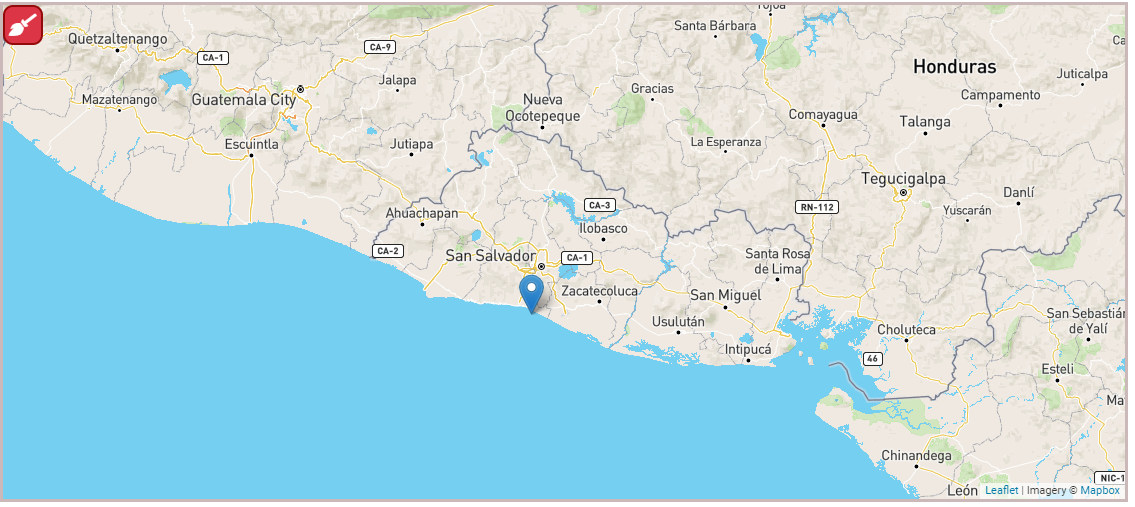 Yojoa
Santa Bárbara
Quetzaltenango
CA-9
CA-1
Honduras
Juticalpa
Jalapa
Gracias
Campamento
Mazatenango
Guatemala City
Nueva
Ocotepeque
Comayagua
Talanga
Escuintla
Jutiapa
La Esperanza
Tegucigalpa
Danlí
Ahuachapan
CA-3
RN-112
Yuscarán
Ilobasco
CA-2
San Salvador
CA-1
Santa Rosa
de Lima
Zacatecoluca
San Miguel
Usulután
Choluteca
San Sebastián
de Yalí
Intipucá
46
Esteli
Ma
Chinandega
NIC-1
León
Leaflet | Imagery © Mapbox